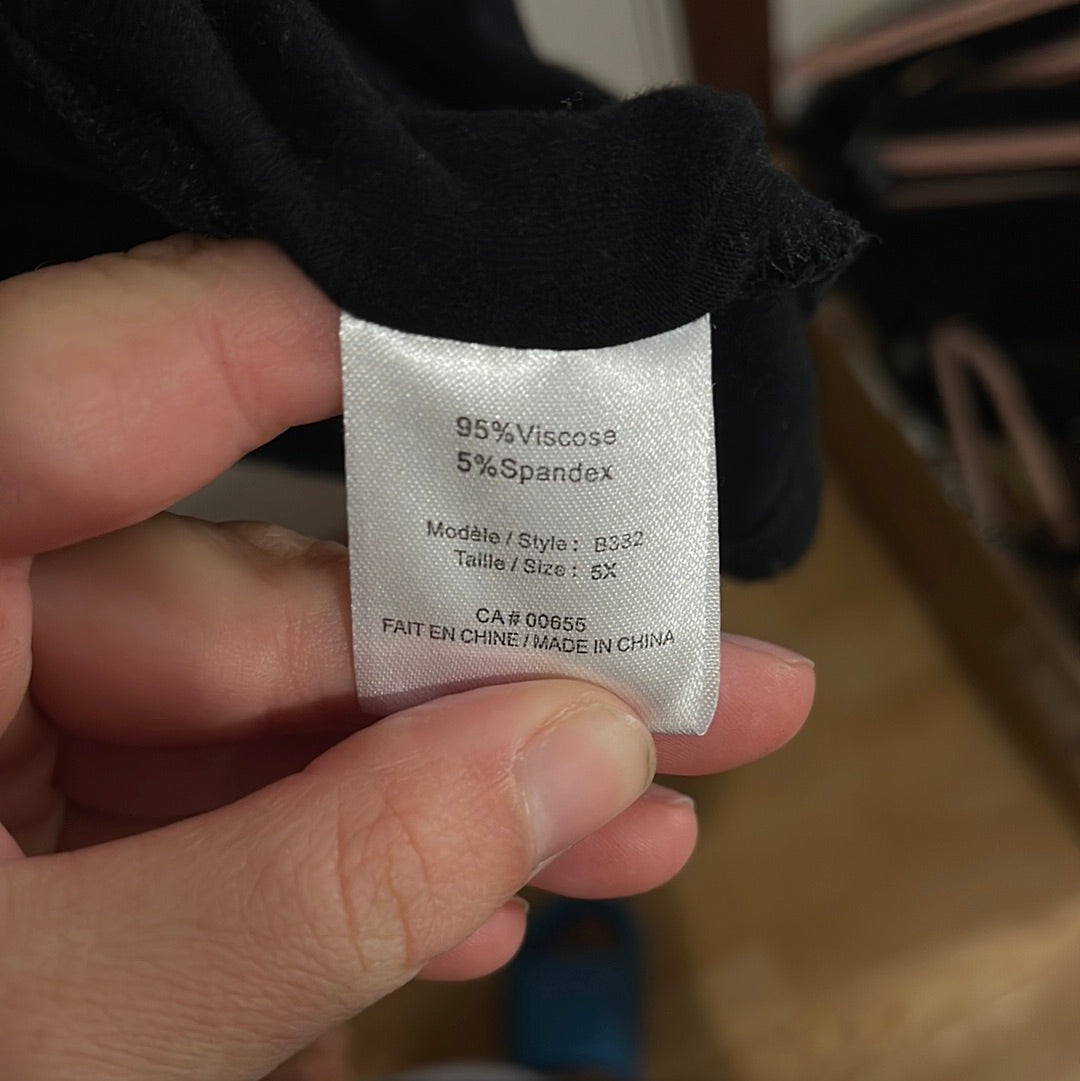 95%Viscose
5%Spandex
Modèle / Style : B332
Taille / Size : 5X
CA# 00655
FAIT EN CHINE / MADE IN CHINA